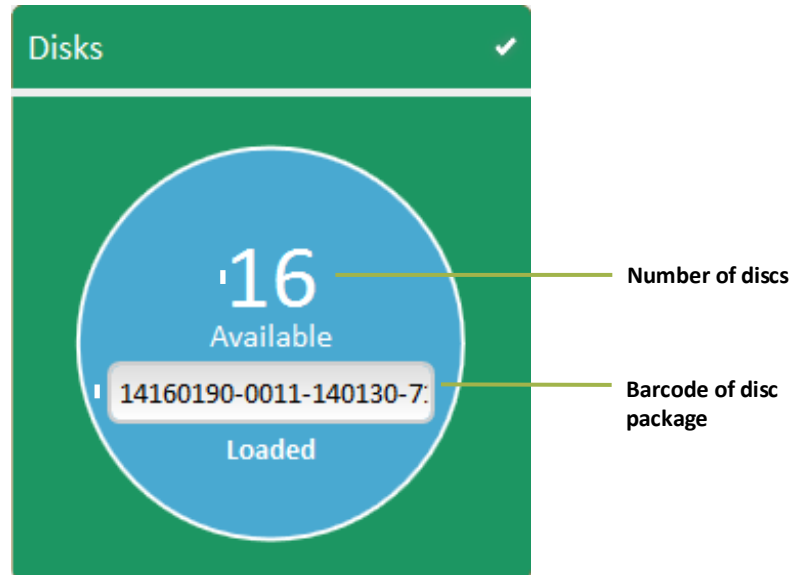 Disks
16
Available
14160190-0011-140130-7
Loaded
Number of discs
Barcode of disc
package